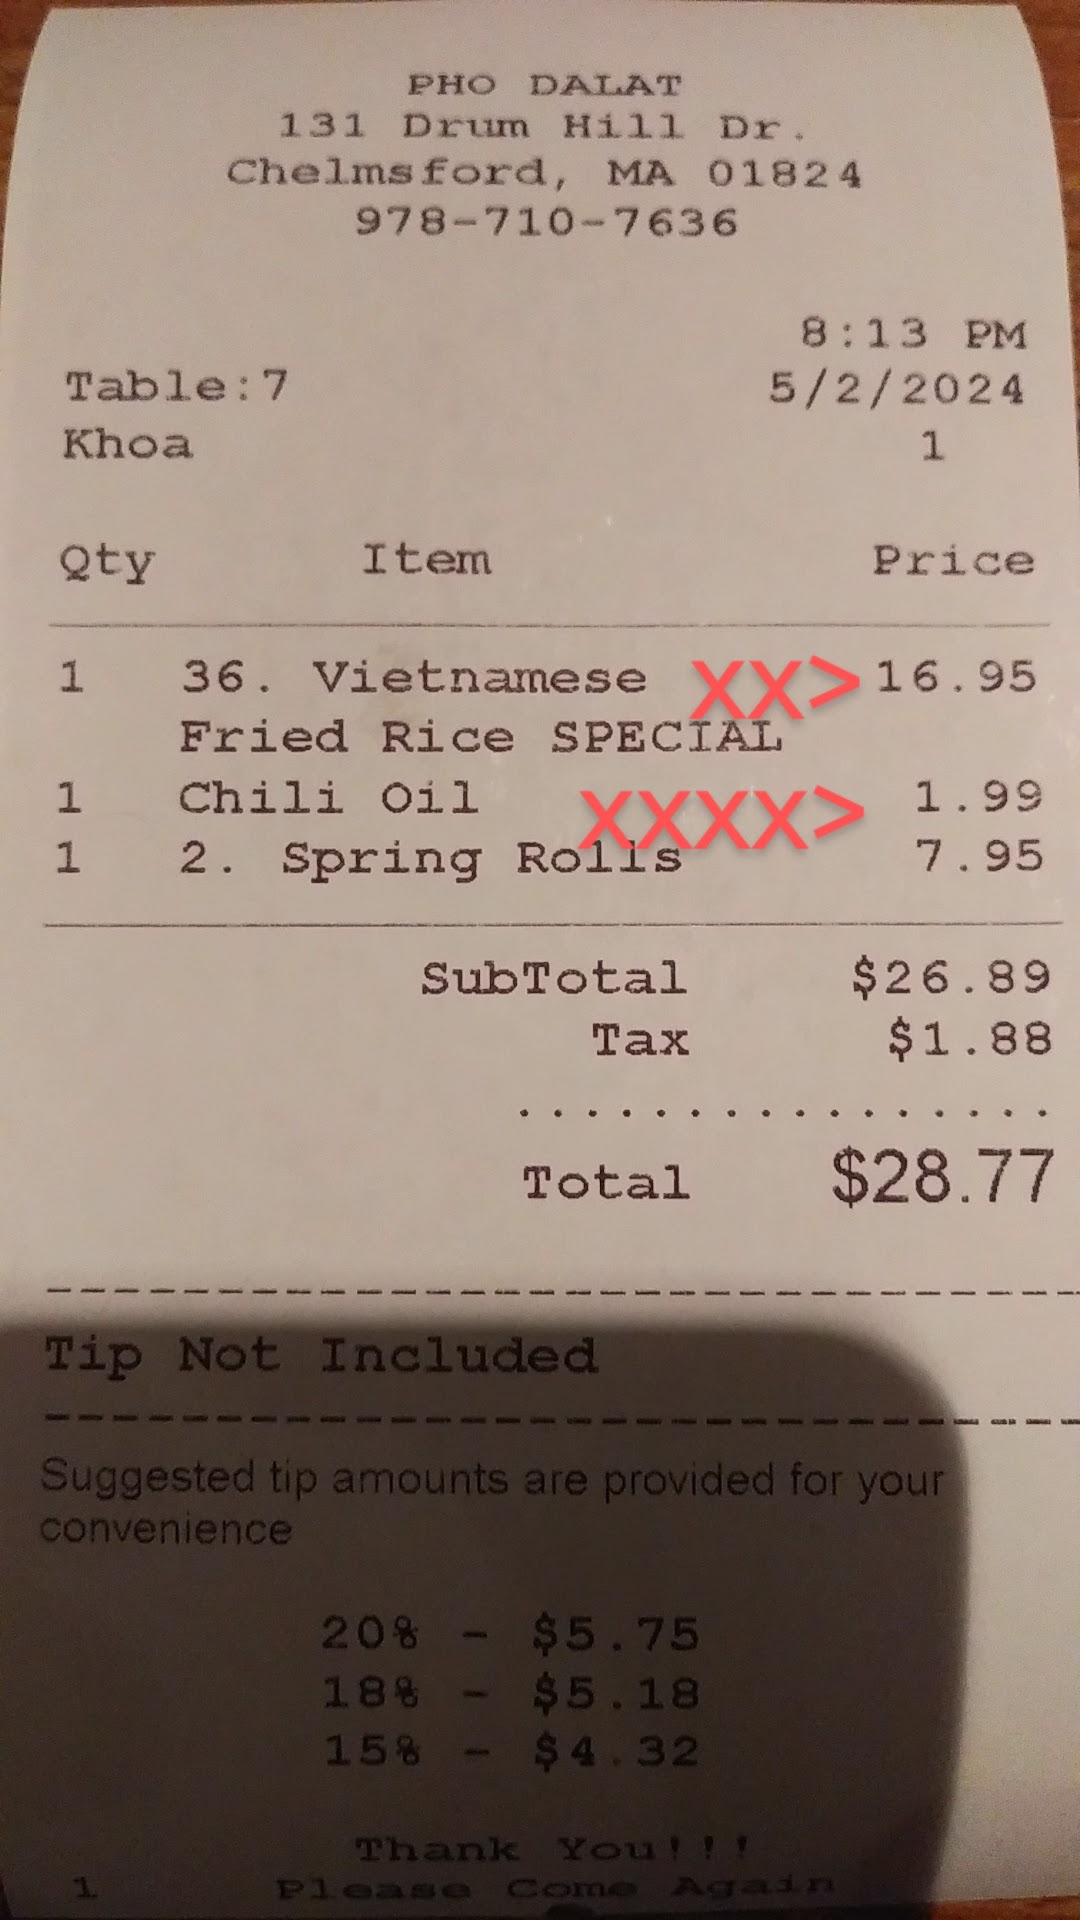 PHO DALAT
131 Drum Hill Dr.
Chelmsford, MA 01824
978-710-7636
8:13 PM
Table:7 5/2/2024
Khoa 1
Qty Item Price
1 36. Vietnamese xx> 16.95
Fried Rice SPECIAL
1 Chili Oil xxxx> 1.99
1 2. Spring Rolls 7.95
SubTotal $26.89
Tax $1.88
.................
Total $28.77
Tip Not Included
Suggested tip amounts are provided for your
convenience
20% - $5.75
18% - $5.18
15% - $4.32
Thank You!!!
1 Please Come Again